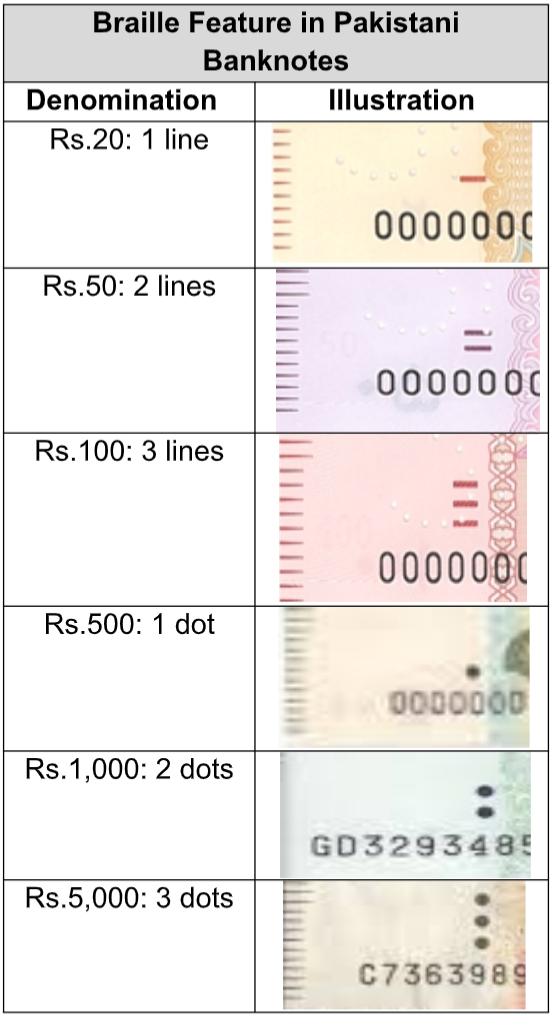 Braille Feature in Pakistani
Banknotes
Denomination Illustration
Rs.20: 1 line
0000000
Rs.50: 2 lines
50
0000000
Rs.100: 3 lines
100
0000000
Rs.500: 1 dot
0000000
Rs.1,000: 2 dots
GD3293485
Rs.5,000: 3 dots
C7363989